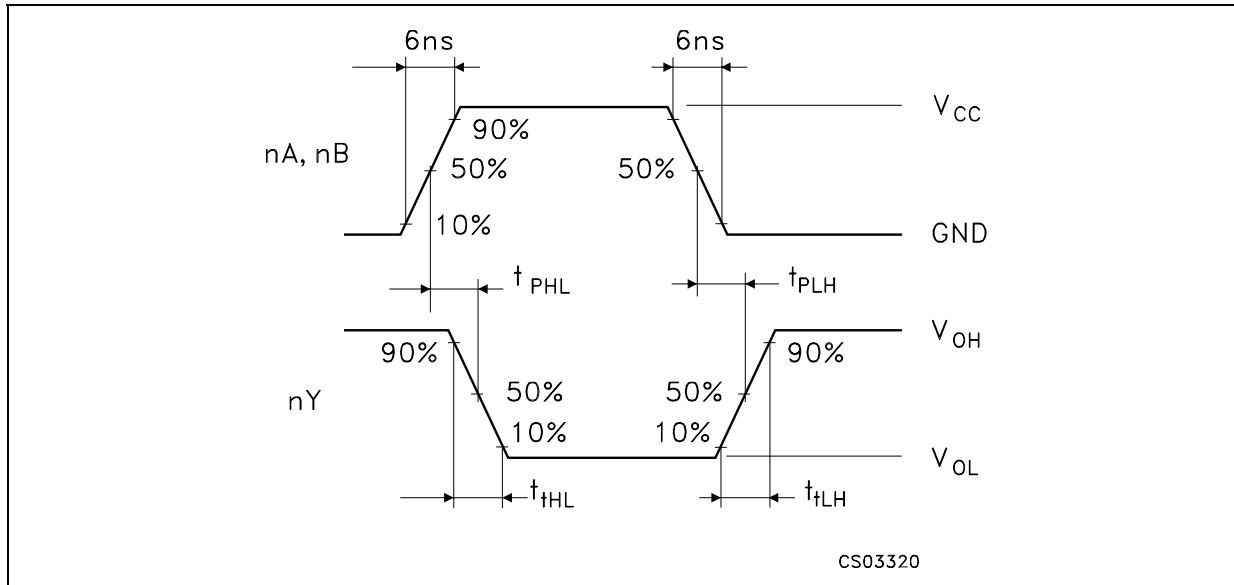 6ns 6ns
V CC
90%
nA, nB
50% 50%
10%
GND
t PHL t PLH
V OH
90% 90%
50% 50%
nY
10% 10%
V OL
t tHL t tLH
CS03320